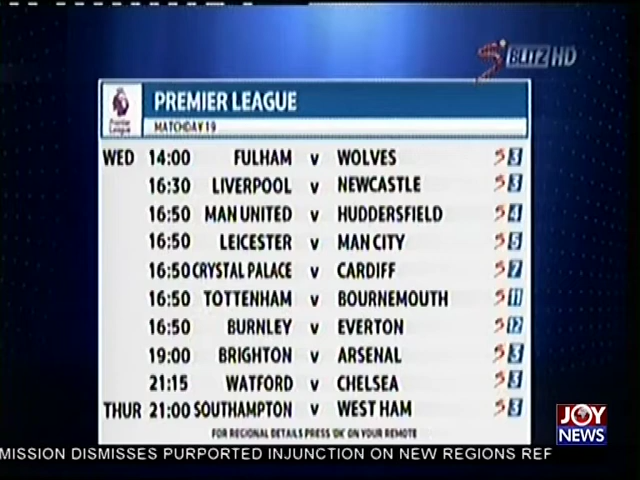 S BLITZ HD
PREMIER LEAGUE
Premier League
MATCHDAY 19
WED 14:00 FULHAM v WOLVES S 3
16:30 LIVERPOOL v NEWCASTLE S 3
16:50 MAN UNITED v HUDDERSFIELD S 4
16:50 LEICESTER v MAN CITY S 5
16:50 CRYSTAL PALACE v CARDIFF S 7
16:50 TOTTENHAM v BOURNEMOUTH S 11
16:50 BURNLEY v EVERTON S 12
19:00 BRIGHTON v ARSENAL S 3
21:15 WATFORD v CHELSEA S 3
THUR 21:00 SOUTHAMPTON v WEST HAM S 3
FOR REGIONAL DETAILS PRESS 'OK' ON YOUR REMOTE
JOY
NEWS
MISSION DISMISSES PURPORTED INJUNCTION ON NEW REGIONS REF